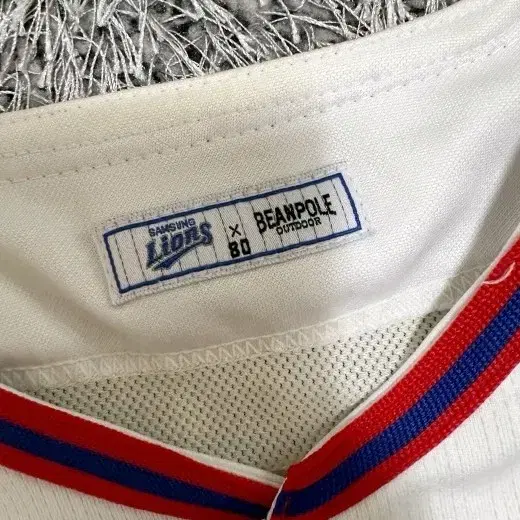 SAMSUNG
Lions
X
80
BEANPOLE
OUTDOOR